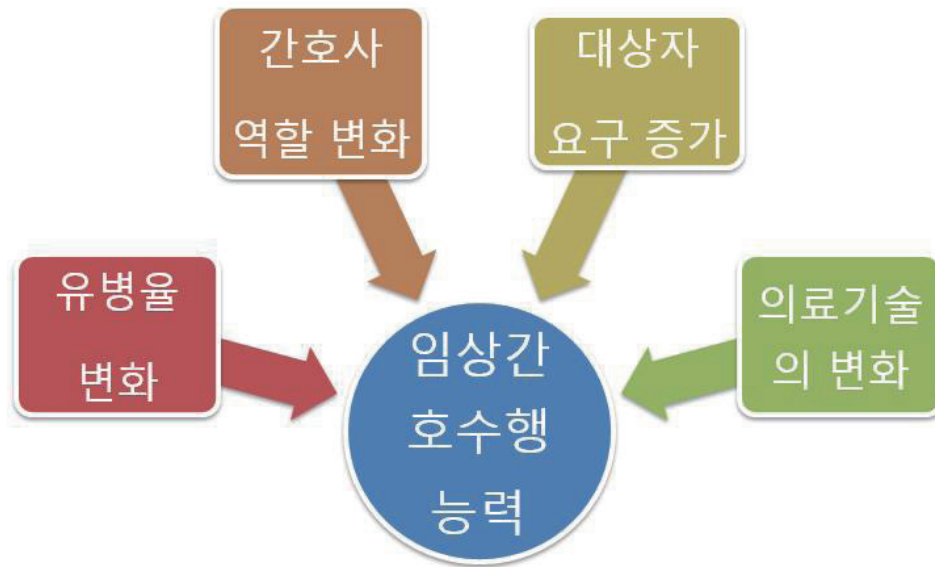 간호사
역할 변화
대상자
요구 증가
유병율
변화
임상간
호수행
능력
의료기술
의 변화